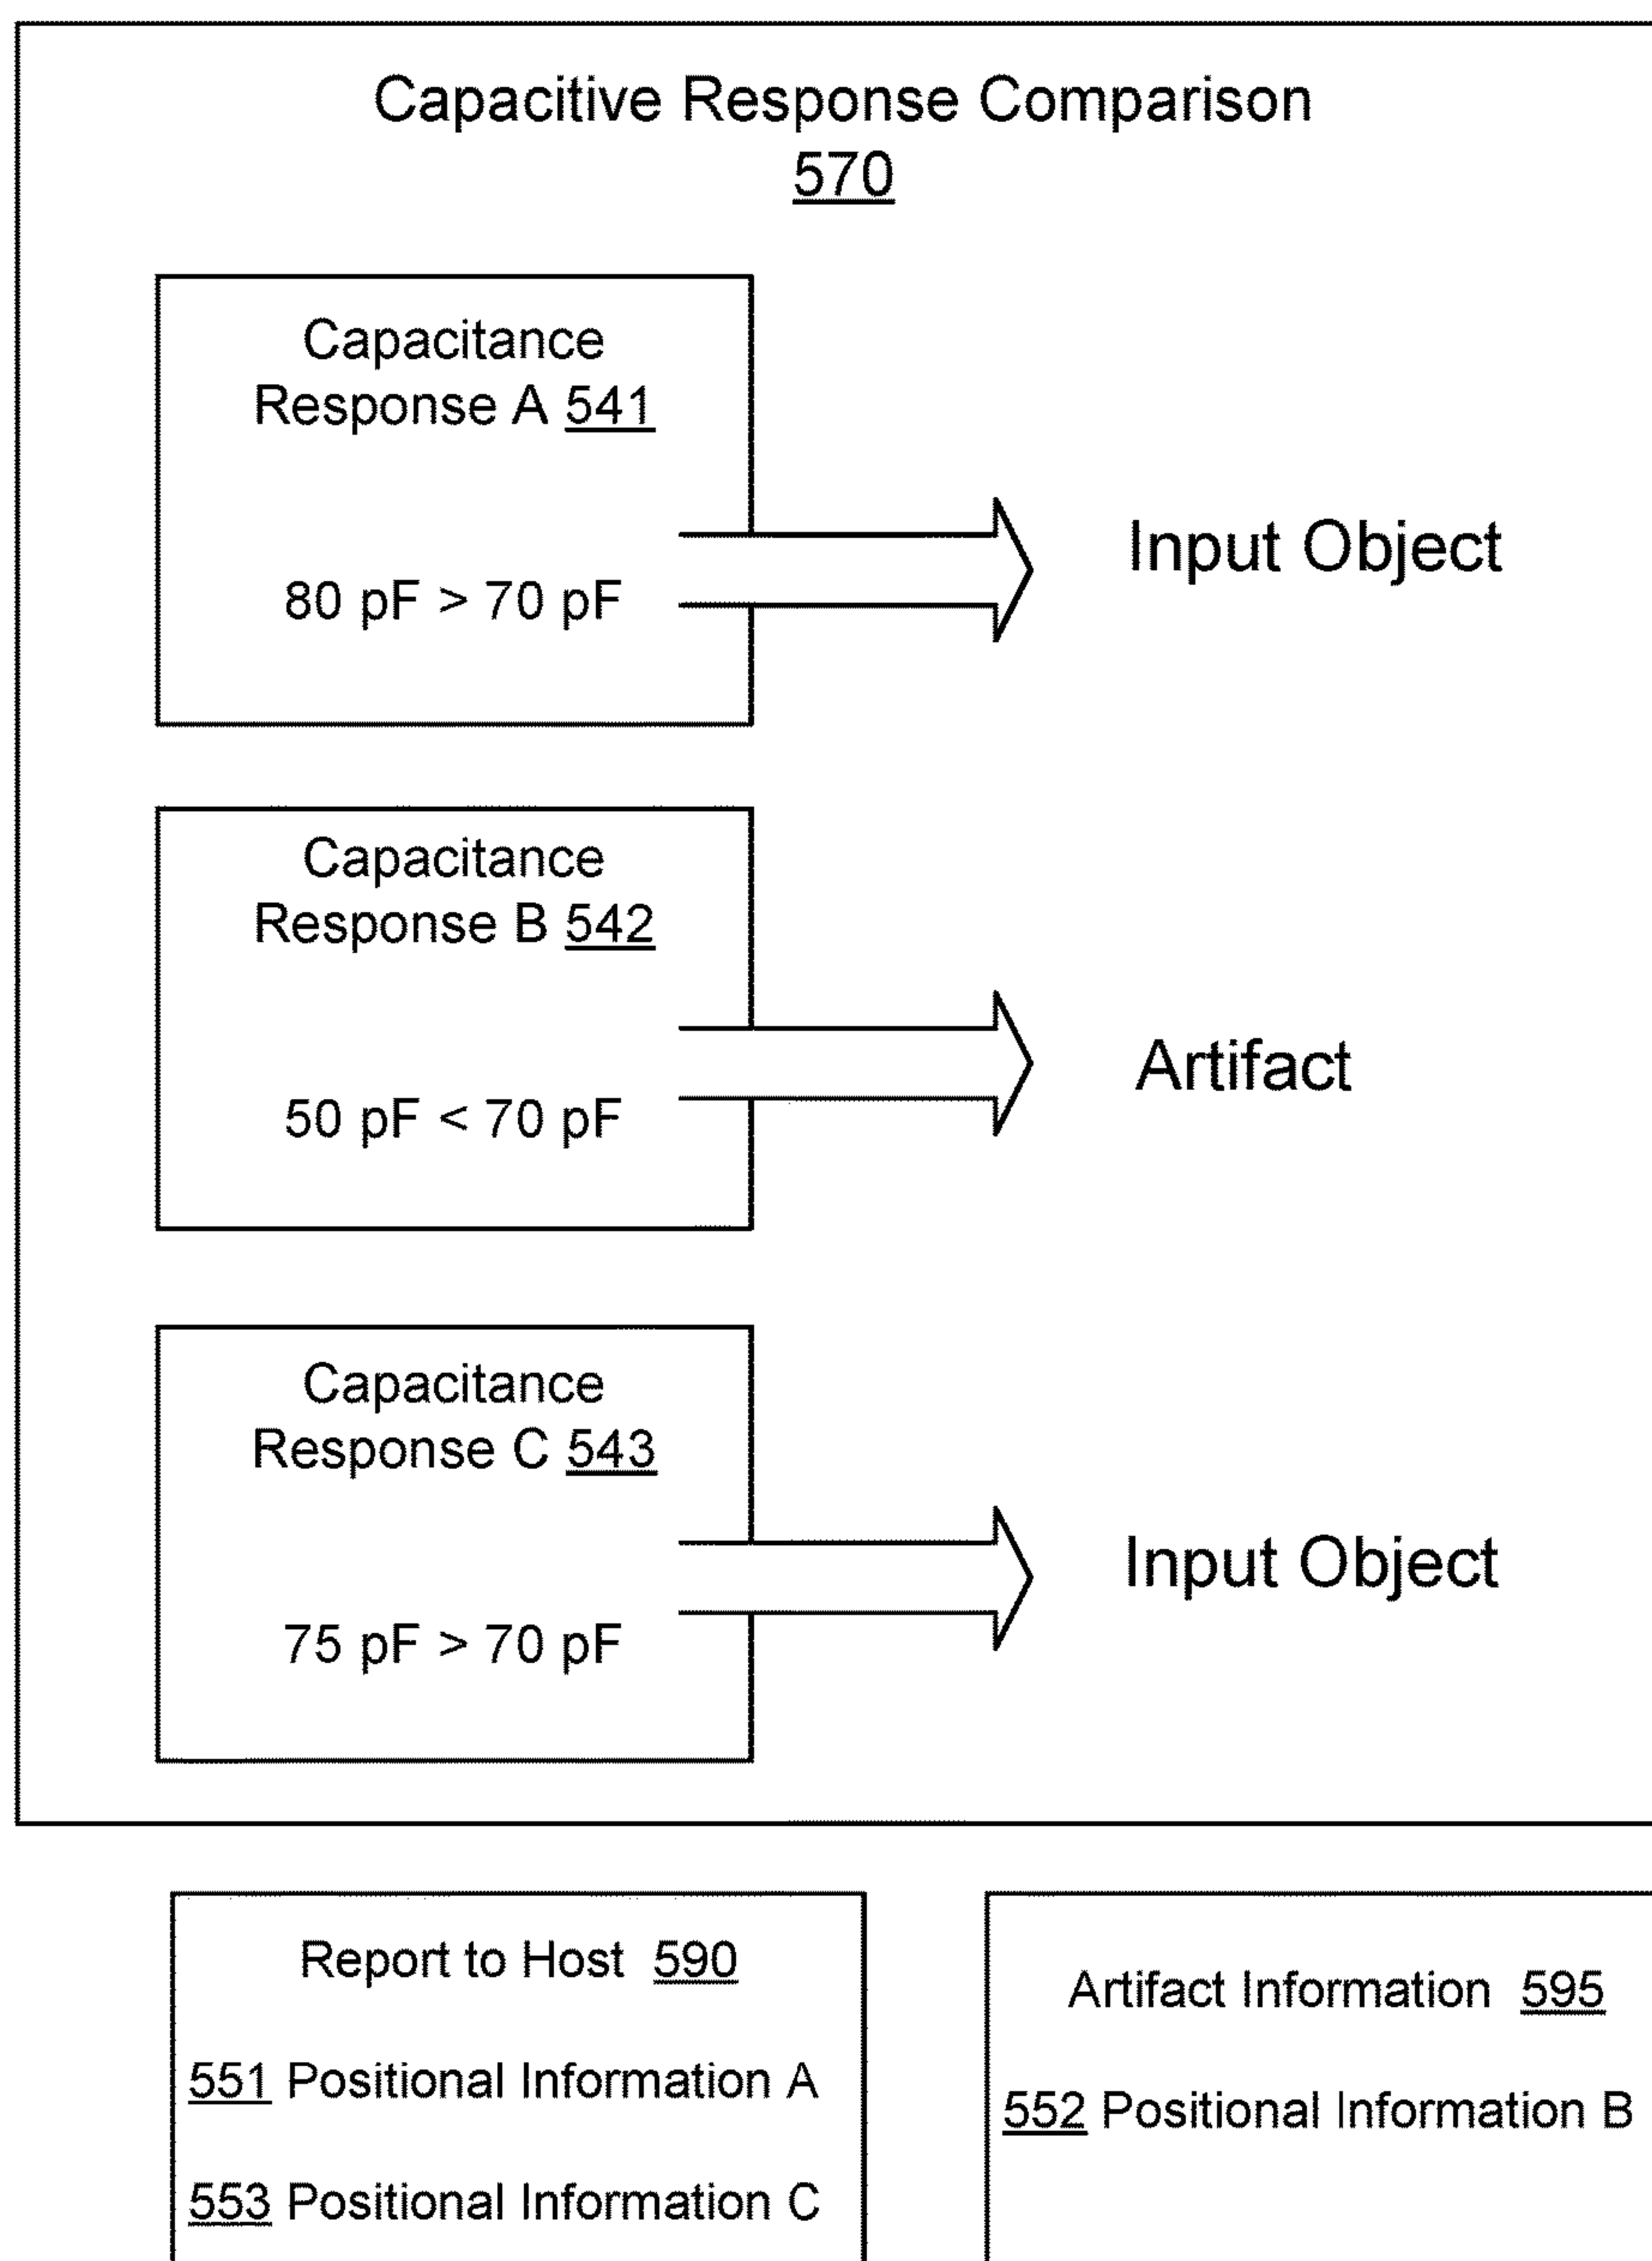 Capacitive Response Comparison
570
Capacitance
Response A 541
80 pF > 70 pF
Input Object
Capacitance
Response B 542
50 pF < 70 pF
Artifact
Capacitance
Response C 543
75 pF > 70 pF
Input Object
Report to Host 590
551 Positional Information A
553 Positional Information C
Artifact Information 595
552 Positional Information B